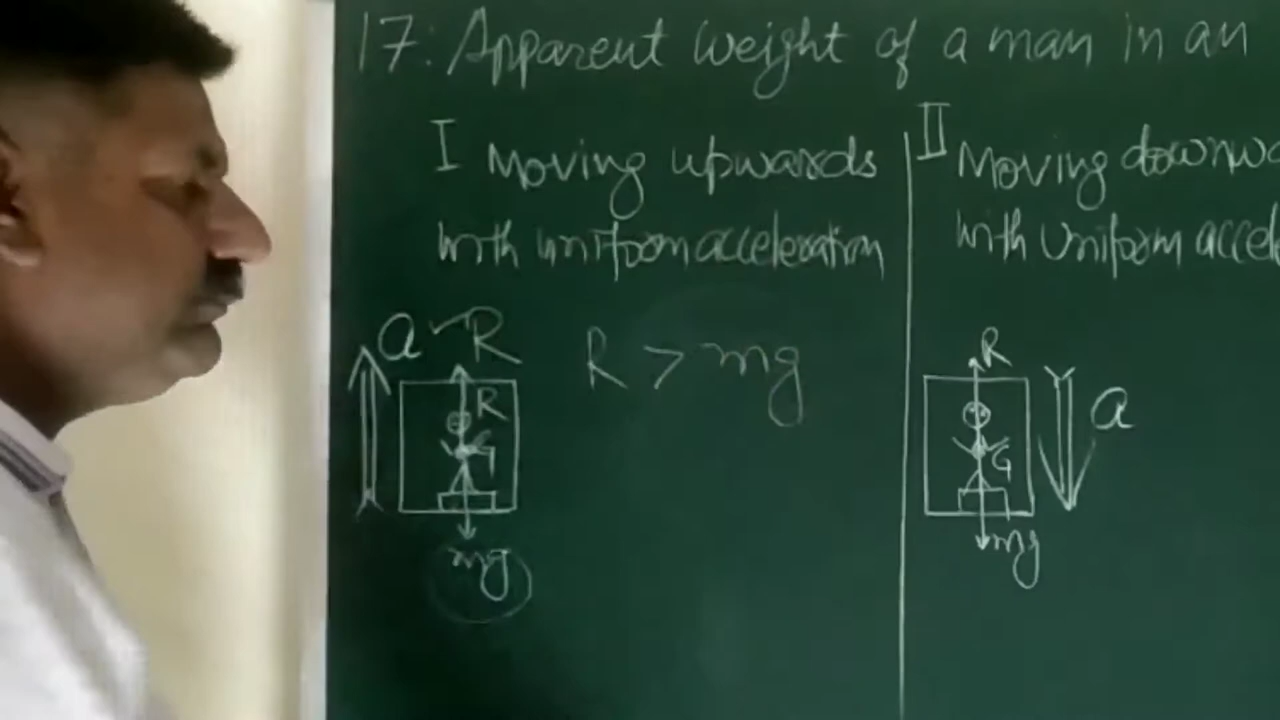 17. Apparent weight of a man in an
I Moving upwards
with uniform acceleration
a R
R > mg
R
G
mg
II Moving downwa
with Uniform accel
R
a
G
mg